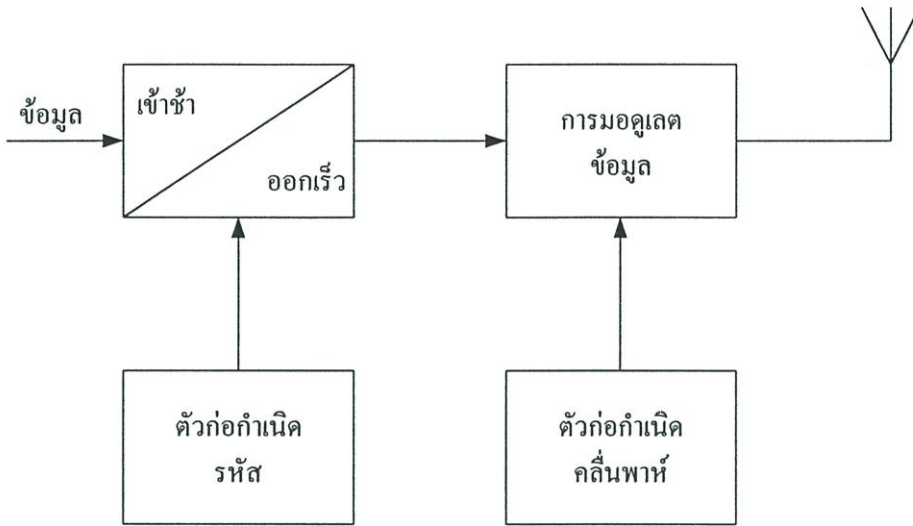 ข้อมูล
เข้าช้า
ออกเร็ว
การมอดูเลต
ข้อมูล
ตัวก่อกำเนิด
รหัส
ตัวก่อกำเนิด
คลื่นพาห์